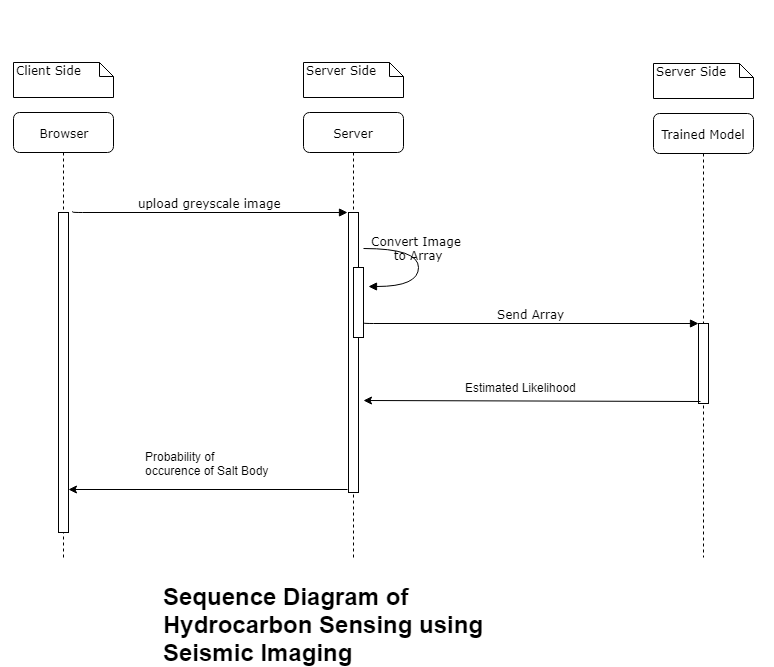 Client Side
Server Side
Server Side
Browser
Server
Trained Model
upload greyscale image
Convert Image
to Array
Send Array
Estimated Likelihood
Probability of
occurence of Salt Body
Sequence Diagram of
Hydrocarbon Sensing using
Seismic Imaging